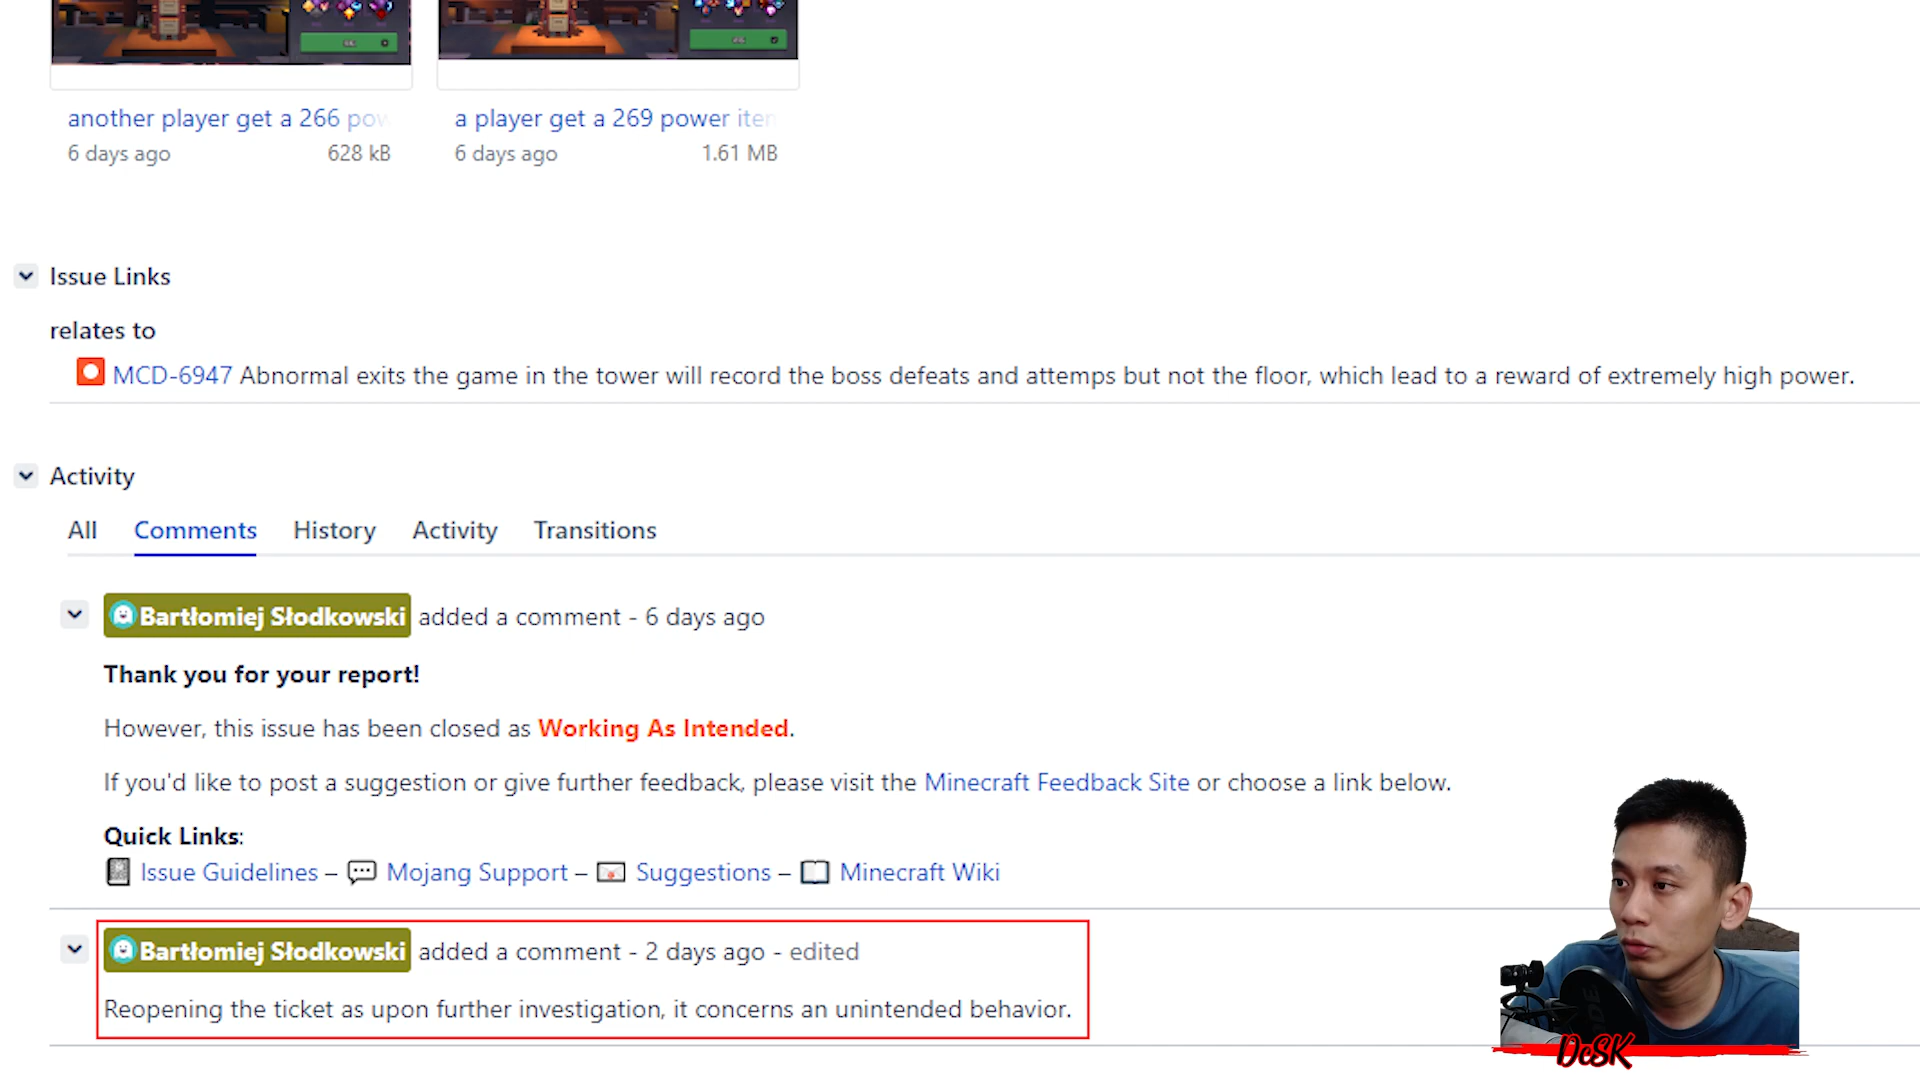 another player get a 266 pow
a player get a 269 power iten
6 days ago 628 kB
6 days ago 1.61 MB
Issue Links
relates to
MCD-6947 Abnormal exits the game in the tower will record the boss defeats and attemps but not the floor, which lead to a reward of extremely high power.
Activity
All Comments History Activity Transitions
Bartłomiej Słodkowski added a comment - 6 days ago
Thank you for your report!
However, this issue has been closed as Working As Intended.
If you'd like to post a suggestion or give further feedback, please visit the Minecraft Feedback Site or choose a link below.
Quick Links:
Issue Guidelines – Mojang Support – Suggestions – Minecraft Wiki
Bartłomiej Słodkowski added a comment - 2 days ago - edited
Reopening the ticket as upon further investigation, it concerns an unintended behavior.
DcSK